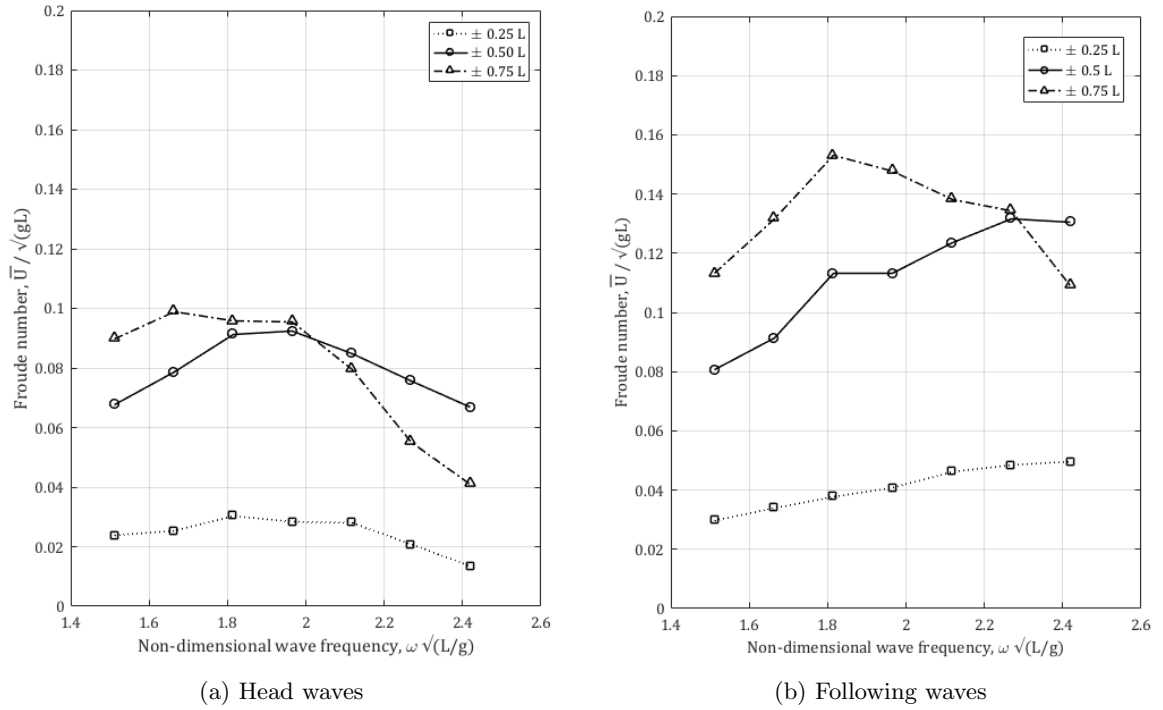 0.2
0.18
0.16
0.14
0.12
0.1
0.08
0.06
0.04
0.02
0
Froude number, U̅ / √(gL)
± 0.25 L
± 0.50 L
± 0.75 L
1.4 1.6 1.8 2 2.2 2.4 2.6
Non-dimensional wave frequency, ω √(L/g)
(a) Head waves
0.2
0.18
0.16
0.14
0.12
0.1
0.08
0.06
0.04
0.02
0
Froude number, U̅ / √(gL)
± 0.25 L
± 0.5 L
± 0.75 L
1.4 1.6 1.8 2 2.2 2.4 2.6
Non-dimensional wave frequency, ω √(L/g)
(b) Following waves